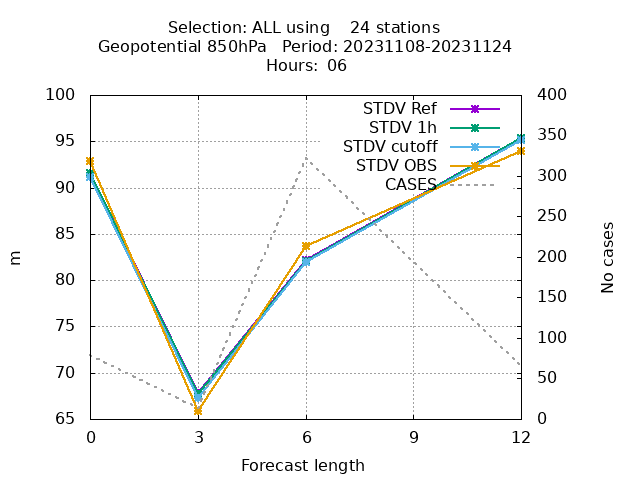 Selection: ALL using    24 stations
Geopotential 850hPa   Period: 20231108-20231124
Hours:  06
STDV Ref
STDV 1h
STDV cutoff
STDV OBS
CASES
100
95
90
85
80
75
70
65
m
400
350
300
250
200
150
100
50
0
No cases
0 3 6 9 12
Forecast length